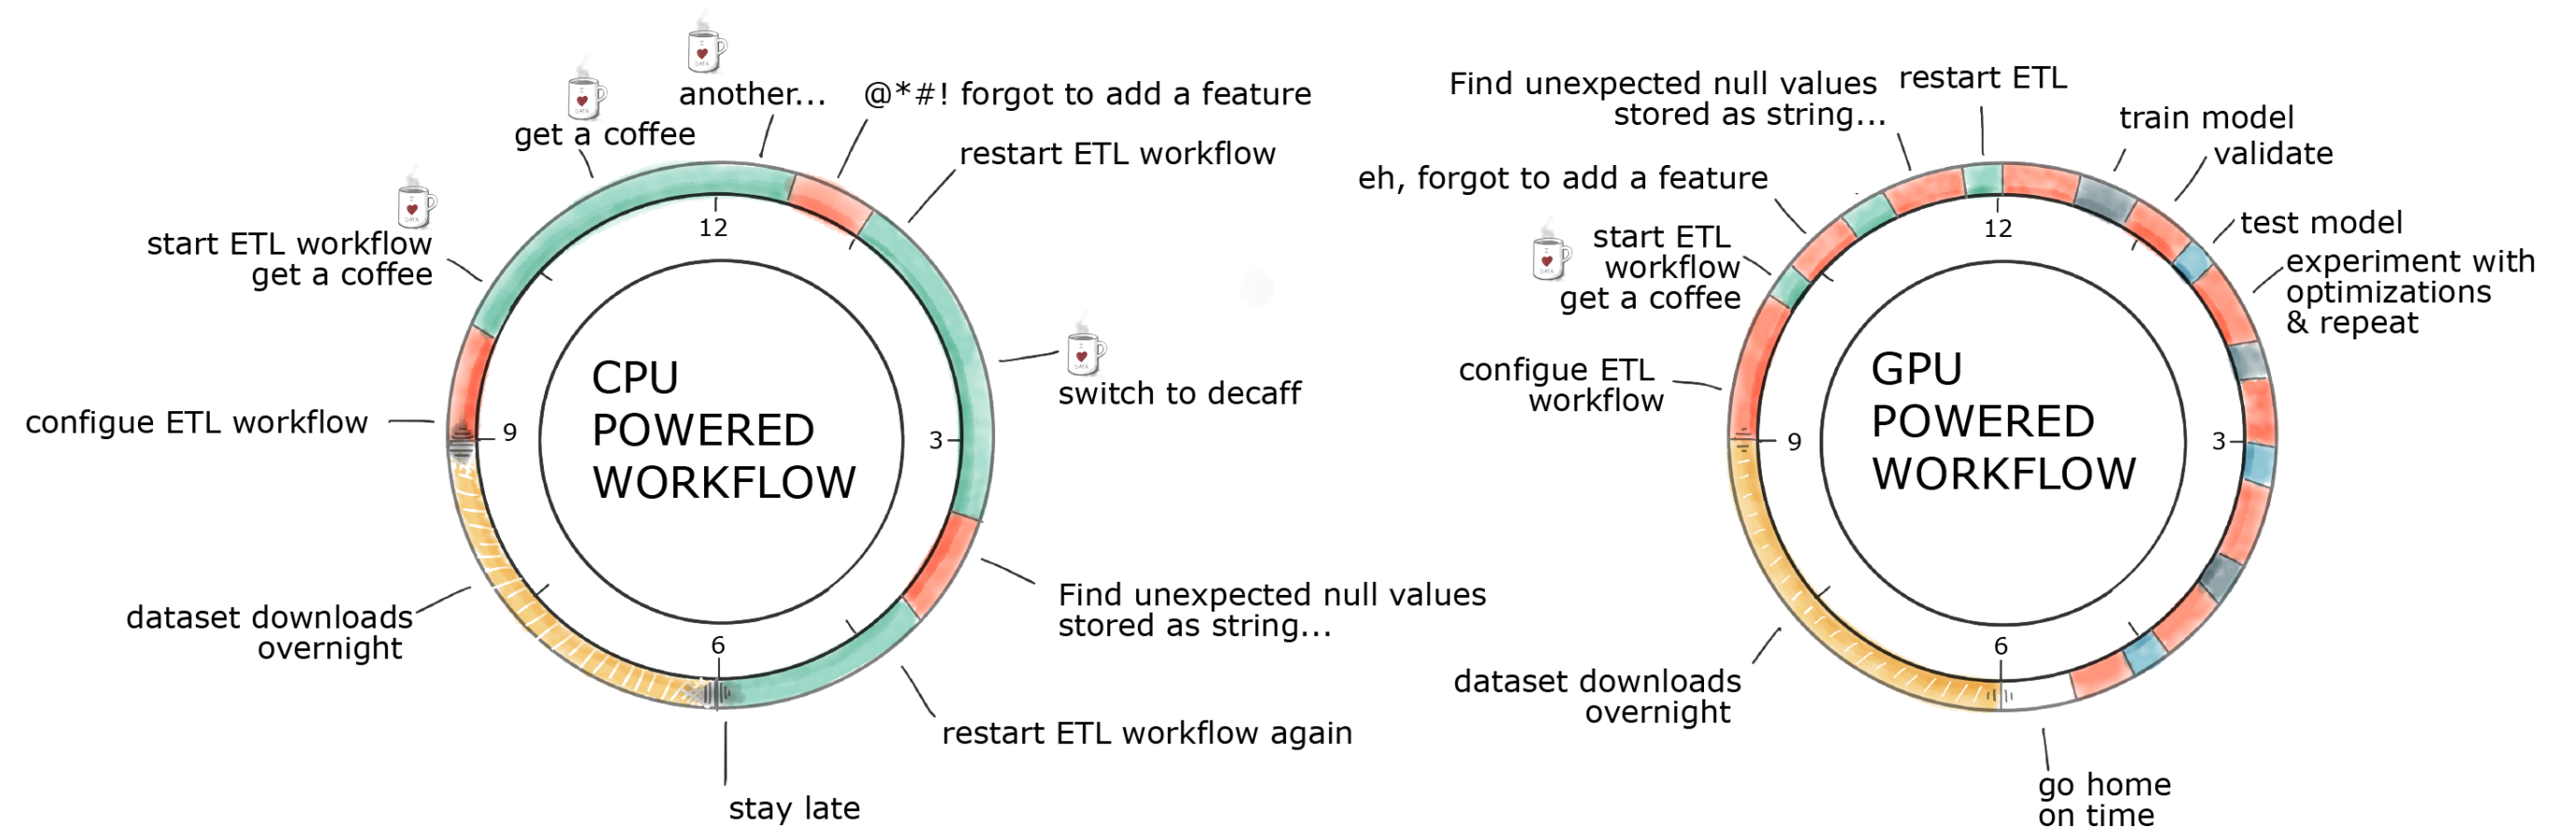 another...
@*#! forgot to add a feature
get a coffee
restart ETL workflow
start ETL workflow
get a coffee
12
configue ETL workflow
9
CPU
POWERED
WORKFLOW
3
switch to decaff
Find unexpected null values
stored as string...
dataset downloads
overnight
6
restart ETL workflow again
stay late
Find unexpected null values
stored as string...
restart ETL
train model
validate
eh, forgot to add a feature
test model
start ETL
workflow
get a coffee
12
experiment with
optimizations
& repeat
configue ETL
workflow
9
GPU
POWERED
WORKFLOW
3
dataset downloads
overnight
6
go home
on time